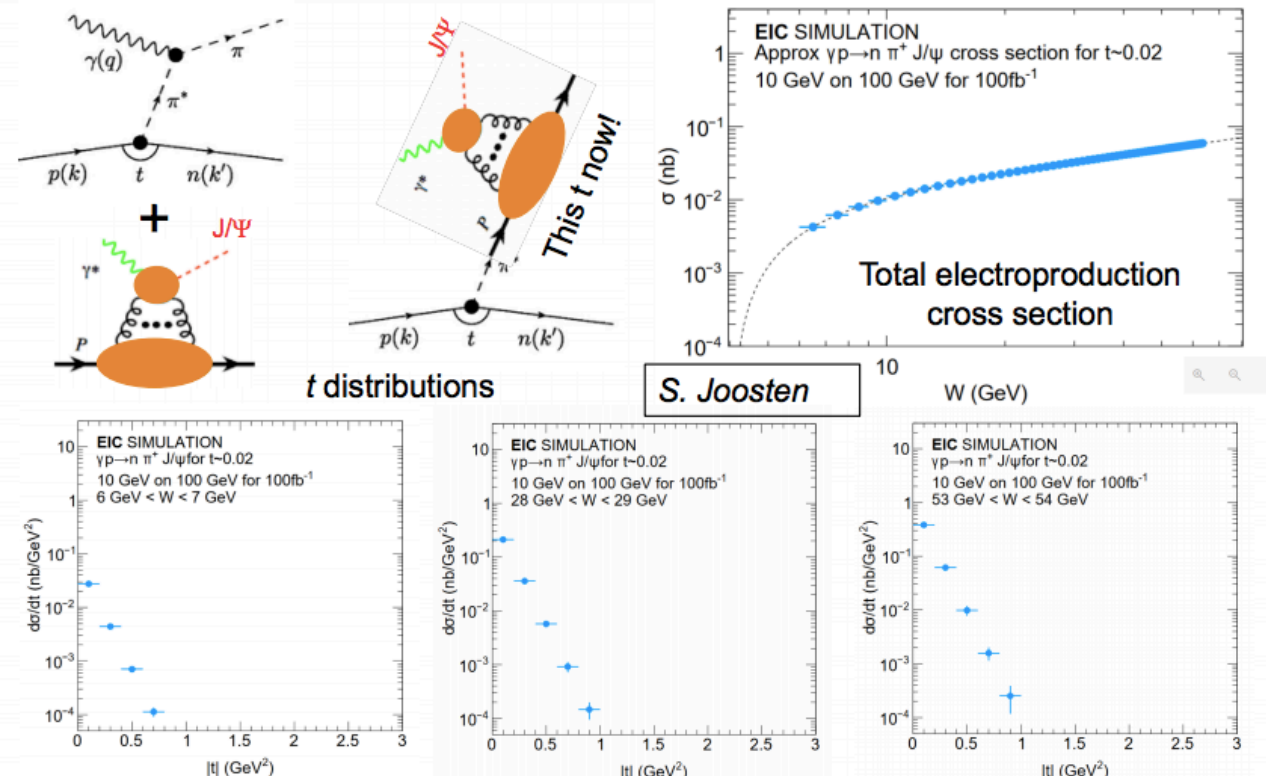 γ(q)
π
π*
p(k)
t
n(k′)
+
J/Ψ
γ*
P
J/Ψ
γ*
P
π*
This t now!
p(k)
t
n(k′)
EIC SIMULATION
Approx γp→n π⁺ J/ψ cross section for t~0.02
10 GeV on 100 GeV for 100fb⁻¹
σ (nb)
1
10⁻¹
10⁻²
10⁻³
10⁻⁴
Total electroproduction
cross section
10
W (GeV)
t distributions
S. Joosten
EIC SIMULATION
γp→n π⁺ J/ψfor t~0.02
10 GeV on 100 GeV for 100fb⁻¹
6 GeV < W < 7 GeV
dσ/dt (nb/GeV²)
10
1
10⁻¹
10⁻²
10⁻³
10⁻⁴
0 0.5 1 1.5 2 2.5 3
|t| (GeV²)
EIC SIMULATION
γp→n π⁺ J/ψfor t~0.02
10 GeV on 100 GeV for 100fb⁻¹
28 GeV < W < 29 GeV
dσ/dt (nb/GeV²)
10
1
10⁻¹
10⁻²
10⁻³
10⁻⁴
0 0.5 1 1.5 2 2.5 3
|t| (GeV²)
EIC SIMULATION
γp→n π⁺ J/ψfor t~0.02
10 GeV on 100 GeV for 100fb⁻¹
53 GeV < W < 54 GeV
dσ/dt (nb/GeV²)
10
1
10⁻¹
10⁻²
10⁻³
10⁻⁴
0 0.5 1 1.5 2 2.5 3
|t| (GeV²)